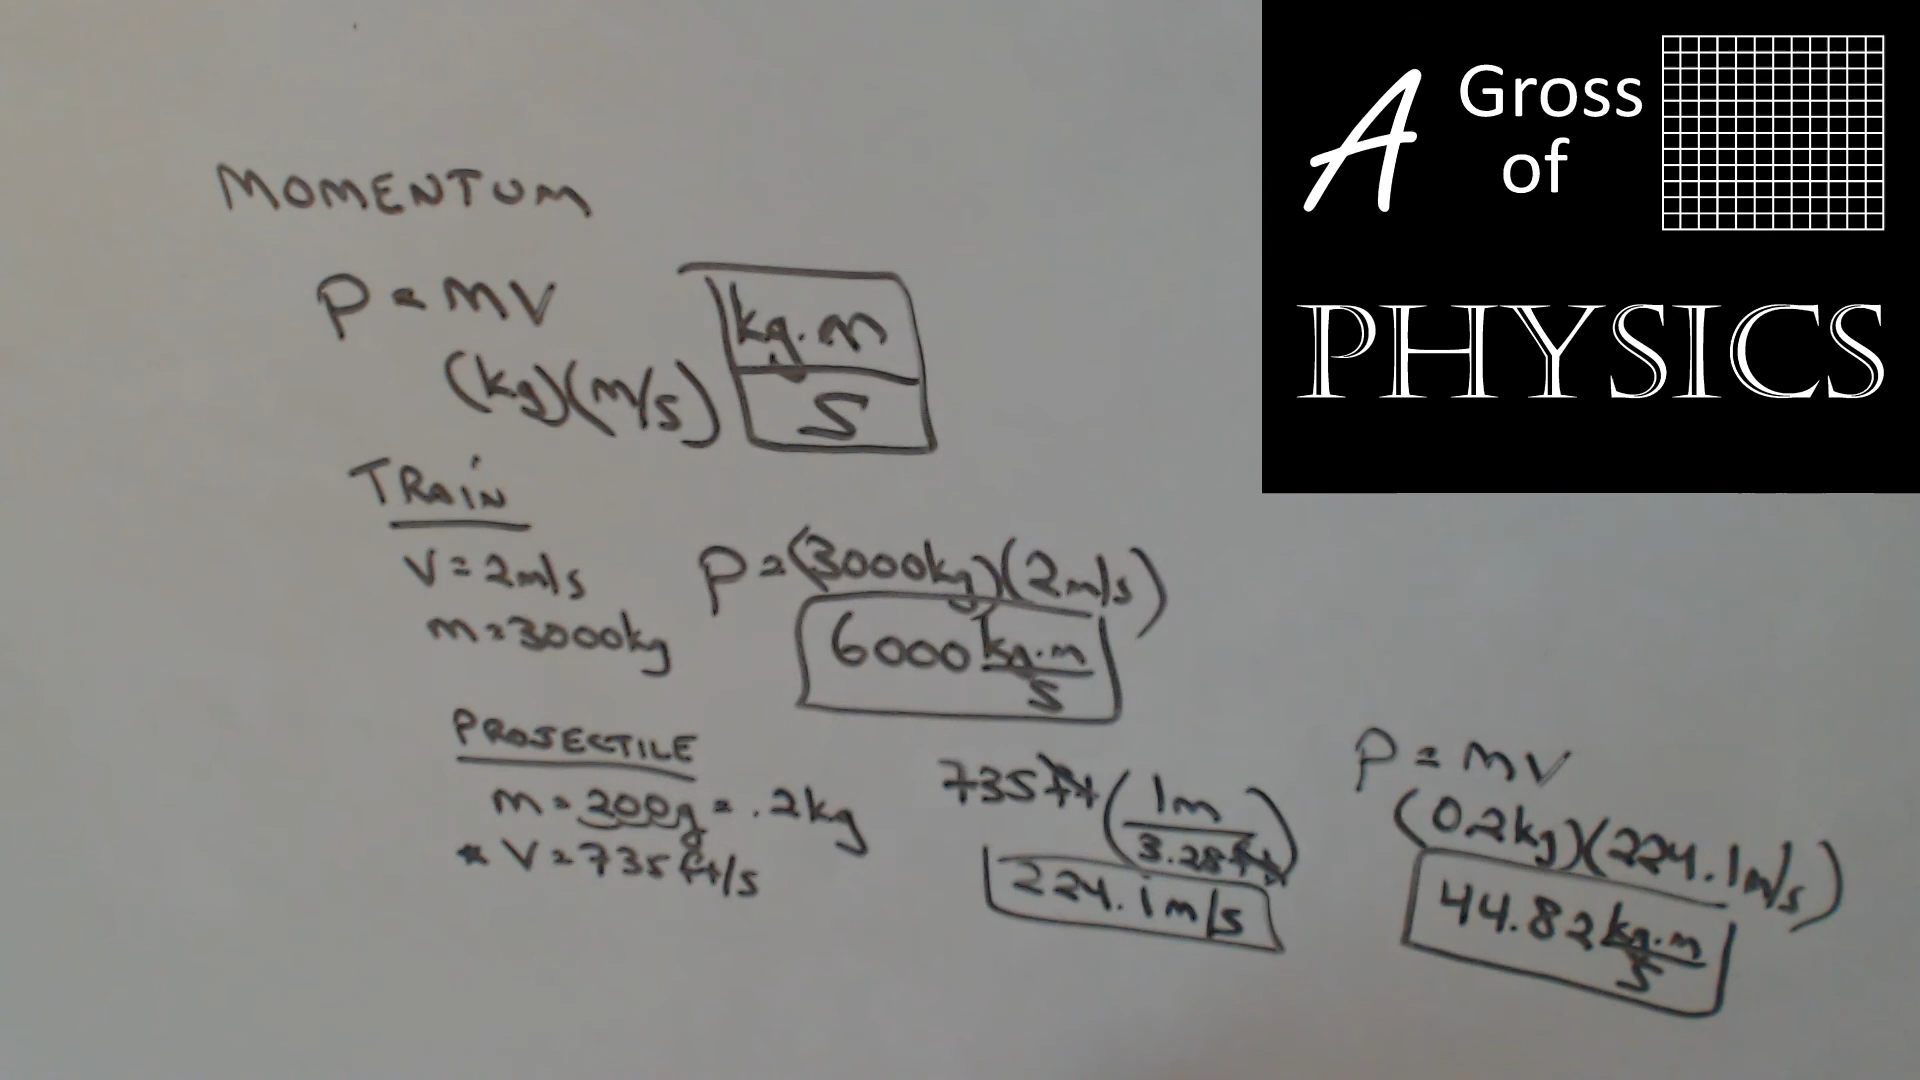 MOMENTUM
P = mV
(kg)(m/s)
kg·m
s
TRAIN
V = 2m/s
m = 3000kg
P = (3000kg)(2m/s)
6000 kg·m
s
PROJECTILE
m = 200g = .2kg
* V = 735 ft/s
735 ft (1m
3.28 ft)
224.1m/s
P = mV
(0.2kg)(224.1m/s)
44.82 kg·m
s
A Gross
of
PHYSICS